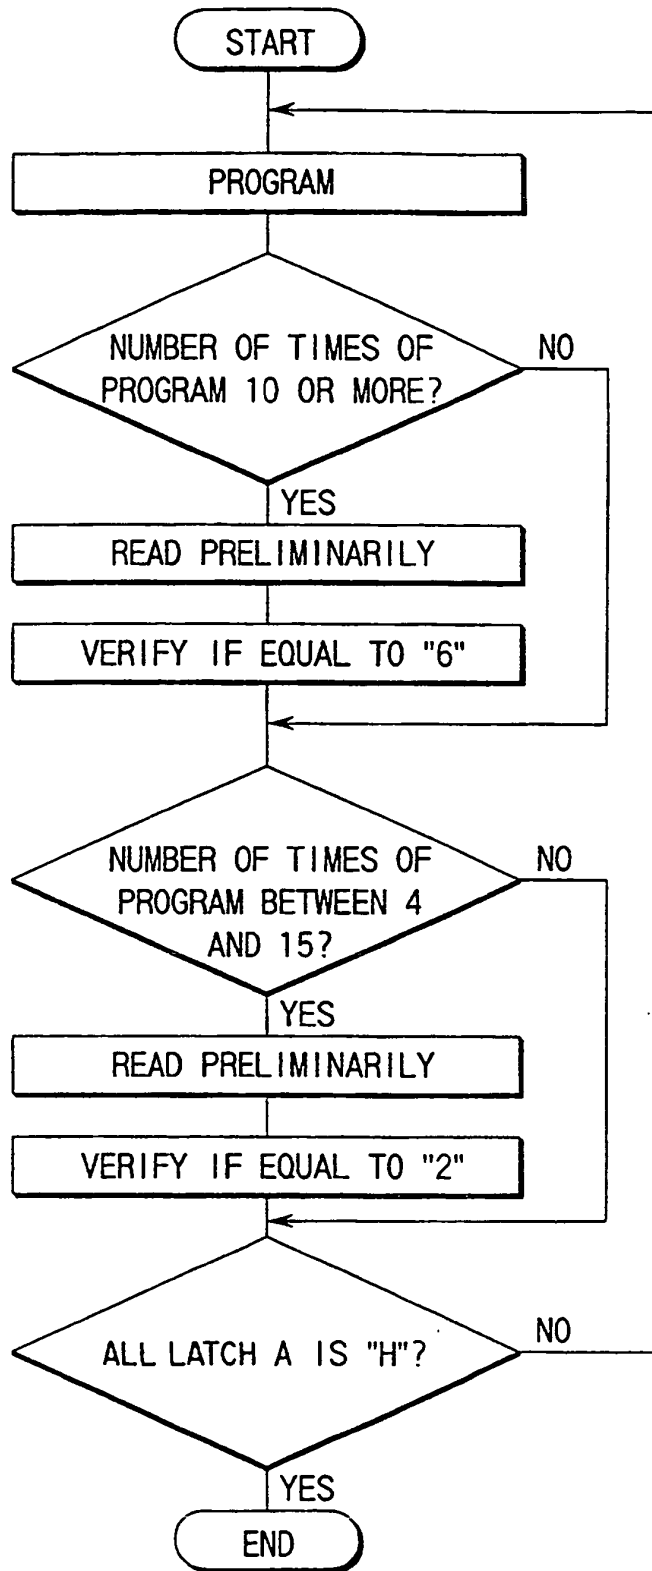 START
PROGRAM
NUMBER OF TIMES OF
PROGRAM 10 OR MORE?
NO
YES
READ PRELIMINARILY
VERIFY IF EQUAL TO "6"
NUMBER OF TIMES OF
PROGRAM BETWEEN 4
AND 15?
NO
YES
READ PRELIMINARILY
VERIFY IF EQUAL TO "2"
ALL LATCH A IS "H"?
NO
YES
END